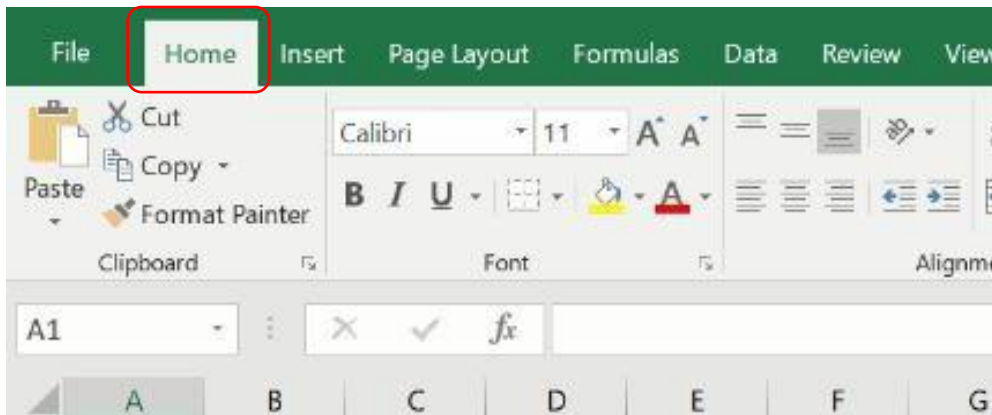 File Home Insert Page Layout Formulas Data Review View
Cut
Calibri 11 A A
Copy
Paste
B I U A
Format Painter
Clipboard Font
A1 fx
A B C D E F G